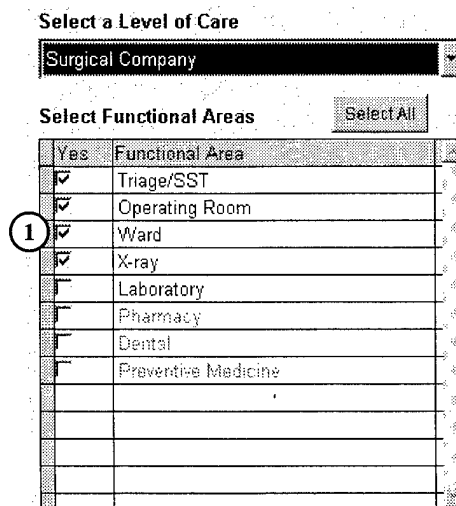 Select a Level of Care
Surgical Company
Select Functional Areas Select All
Yes Functional Area
Triage/SST
Operating Room
1 Ward
X-ray
Laboratory
Pharmacy
Dental
Preventive Medicine